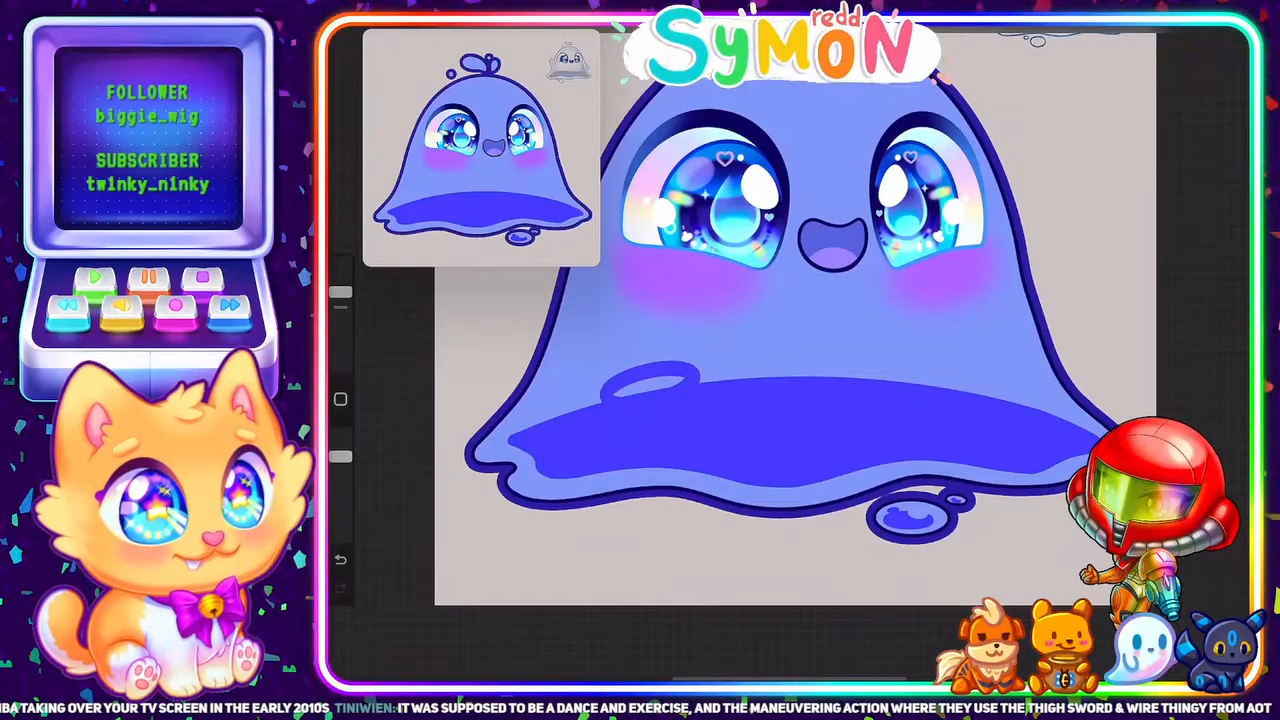 FOLLOWER
biggie_wig
SUBSCRIBER
tw1nky_n1nky
redd
SyMON
BA TAKING OVER YOUR TV SCREEN IN THE EARLY 2010S TINIWIEN: IT WAS SUPPOSED TO BE A DANCE AND EXERCISE, AND THE MANEUVERING ACTION WHERE THEY USE THE THIGH SWORD & WIRE THINGY FROM AOT